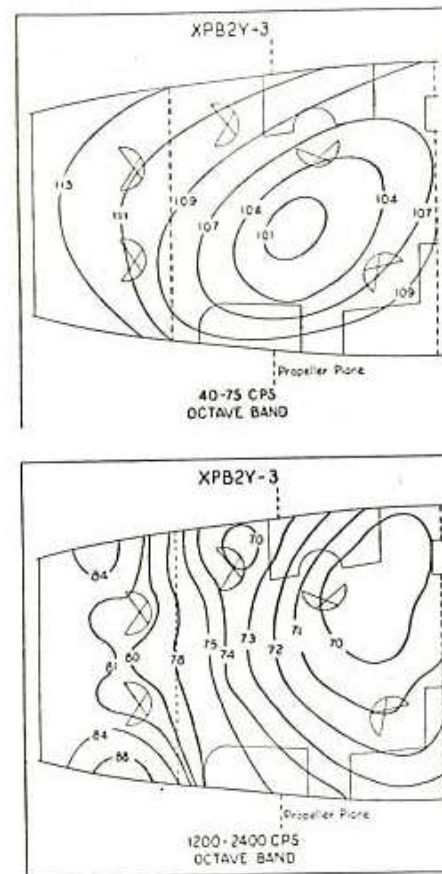 XPB2Y-3
113
111
109
107
104
101
104
107
109
Propeller Plane
40-75 CPS
OCTAVE BAND
XPB2Y-3
70
84
81
80
78
75
74
73
72
71
70
84
88
Propeller Plane
1200-2400 CPS
OCTAVE BAND